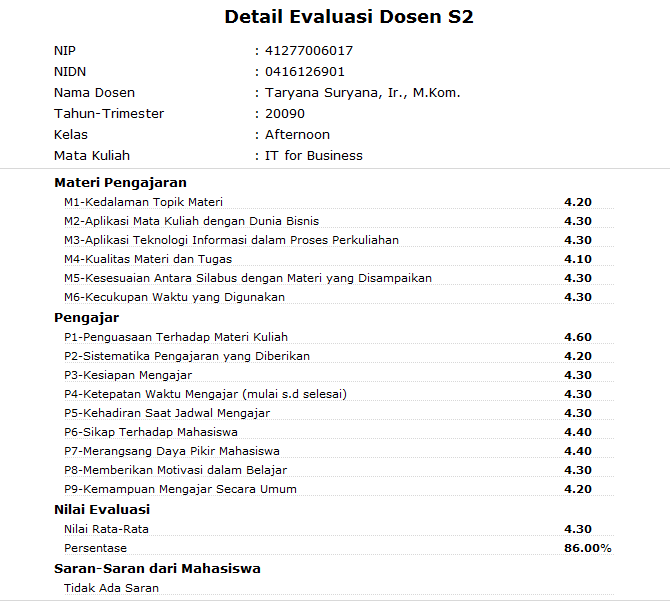 Detail Evaluasi Dosen S2
NIP : 41277006017
NIDN : 0416126901
Nama Dosen : Taryana Suryana, Ir., M.Kom.
Tahun-Trimester : 20090
Kelas : Afternoon
Mata Kuliah : IT for Business
Materi Pengajaran
M1-Kedalaman Topik Materi 4.20
M2-Aplikasi Mata Kuliah dengan Dunia Bisnis 4.30
M3-Aplikasi Teknologi Informasi dalam Proses Perkuliahan 4.30
M4-Kualitas Materi dan Tugas 4.10
M5-Kesesuaian Antara Silabus dengan Materi yang Disampaikan 4.30
M6-Kecukupan Waktu yang Digunakan 4.30
Pengajar
P1-Penguasaan Terhadap Materi Kuliah 4.60
P2-Sistematika Pengajaran yang Diberikan 4.20
P3-Kesiapan Mengajar 4.30
P4-Ketepatan Waktu Mengajar (mulai s.d selesai) 4.30
P5-Kehadiran Saat Jadwal Mengajar 4.30
P6-Sikap Terhadap Mahasiswa 4.40
P7-Merangsang Daya Pikir Mahasiswa 4.40
P8-Memberikan Motivasi dalam Belajar 4.30
P9-Kemampuan Mengajar Secara Umum 4.20
Nilai Evaluasi
Nilai Rata-Rata 4.30
Persentase 86.00%
Saran-Saran dari Mahasiswa
Tidak Ada Saran